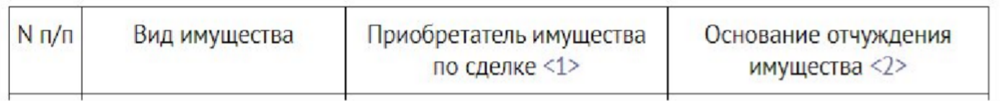 N п/п Вид имущества Приобретатель имущества Основание отчуждения
по сделке <1> имущества <2>